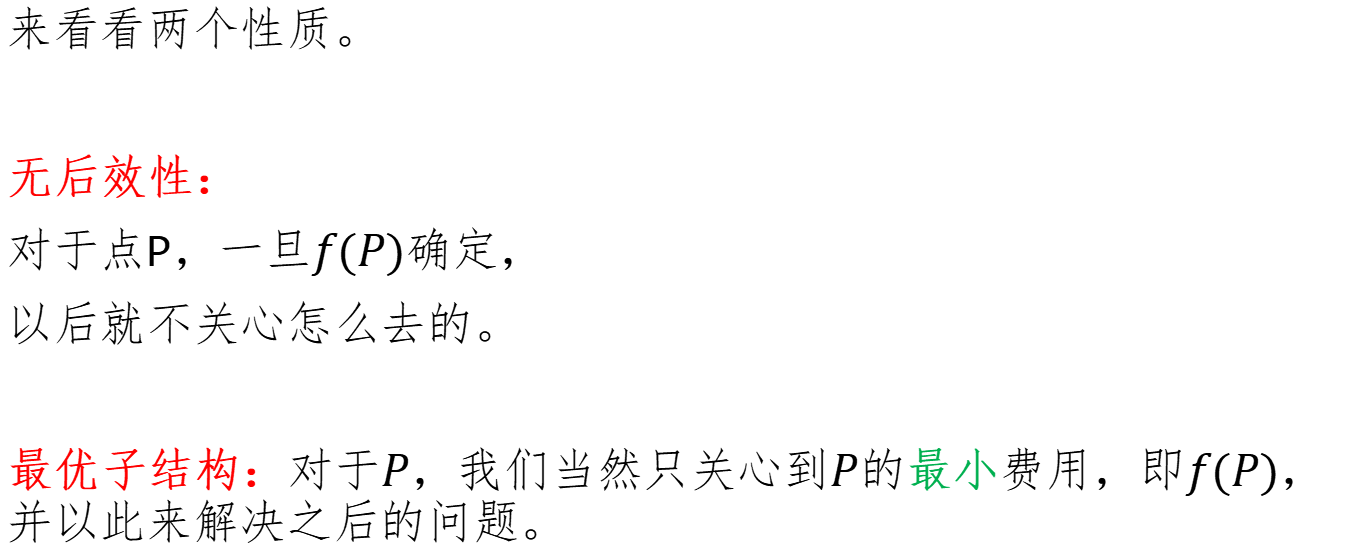 来看看两个性质。
无后效性：
对于点P，一旦f(P)确定，
以后就不关心怎么去的。
最优子结构：对于P，我们当然只关心到P的最小费用，即f(P)，
并以此来解决之后的问题。